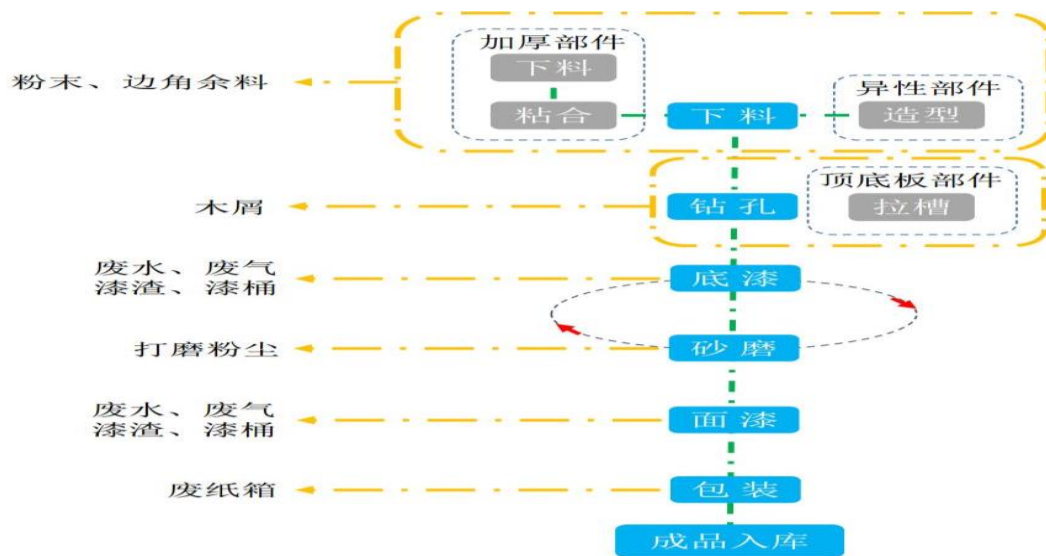 加厚部件
下料
粉末、边角余料
异性部件
粘合
下料
造型
顶底板部件
木屑
钻孔
拉槽
废水、废气
漆渣、漆桶
底漆
打磨粉尘
砂磨
废水、废气
漆渣、漆桶
面漆
废纸箱
包装
成品入库